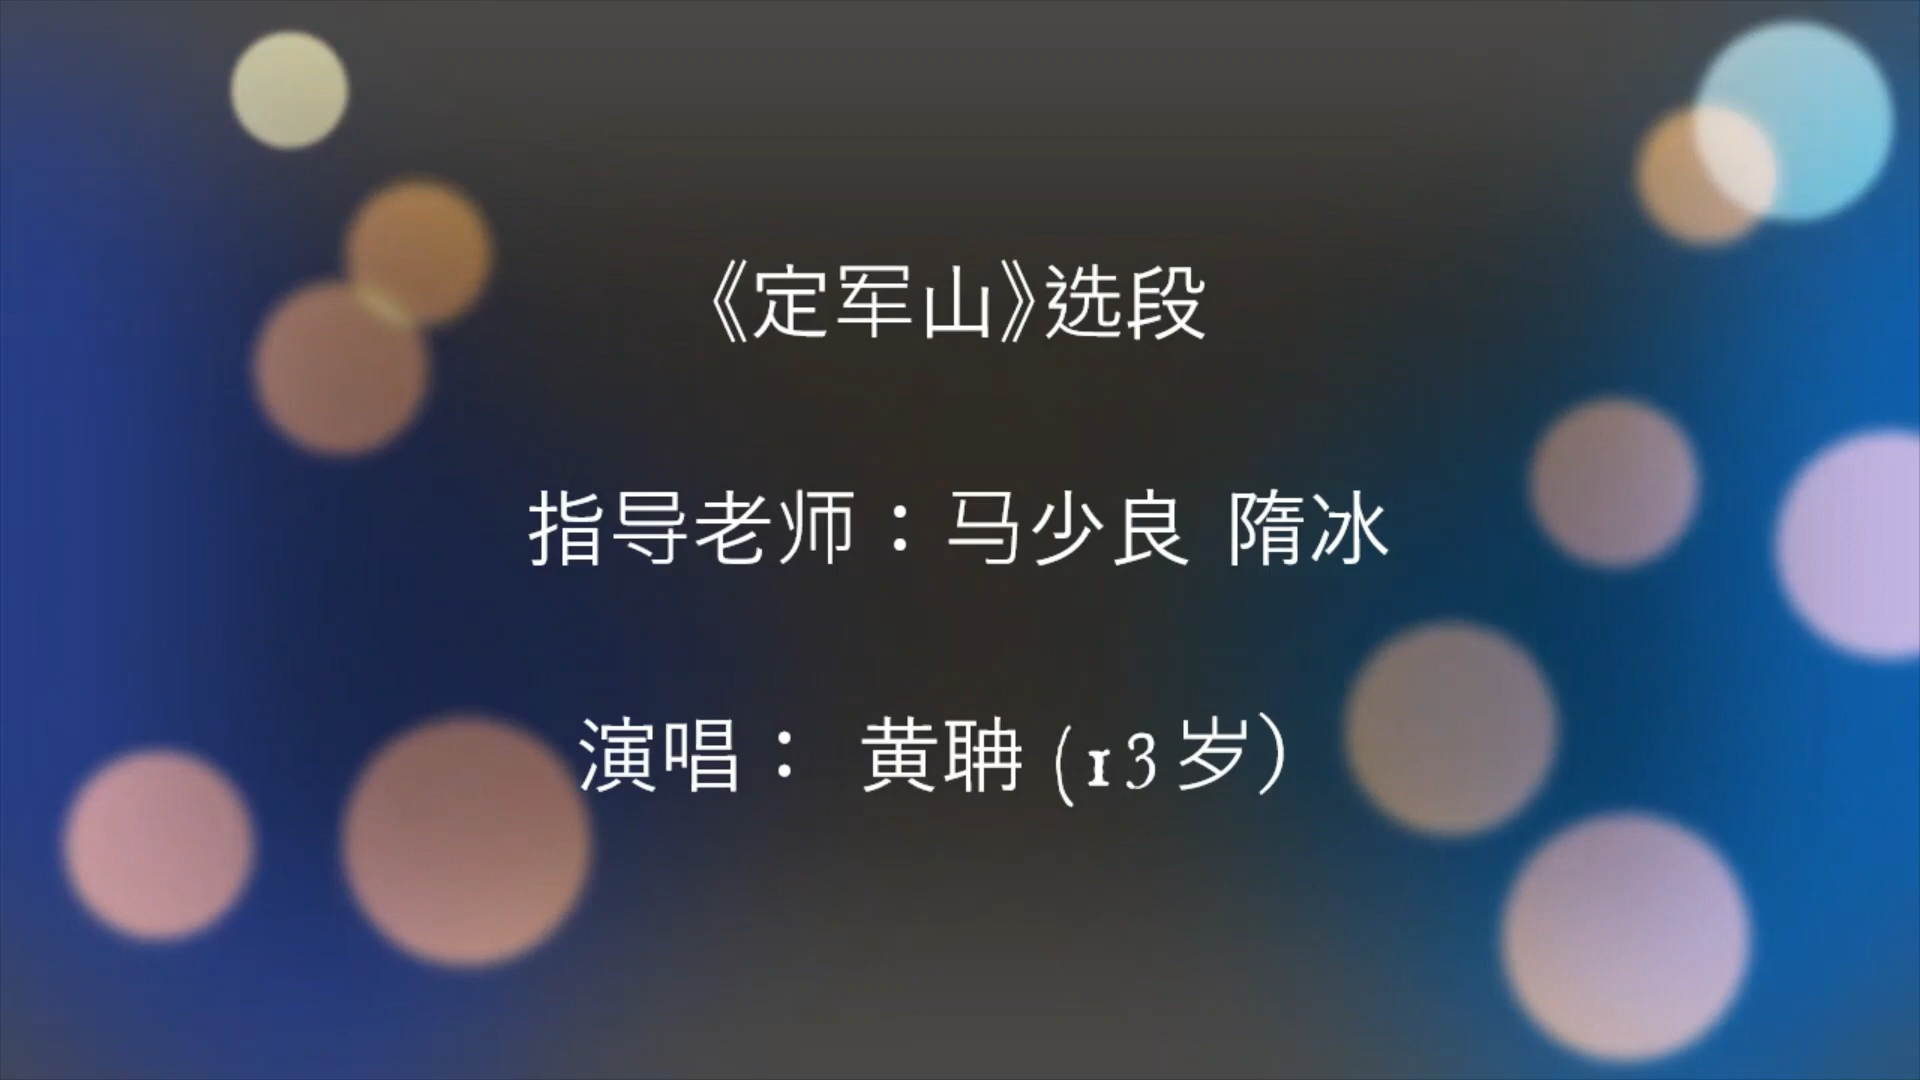 《定军山》选段
指导老师：马少良 隋冰
演唱： 黄聃 (13岁）